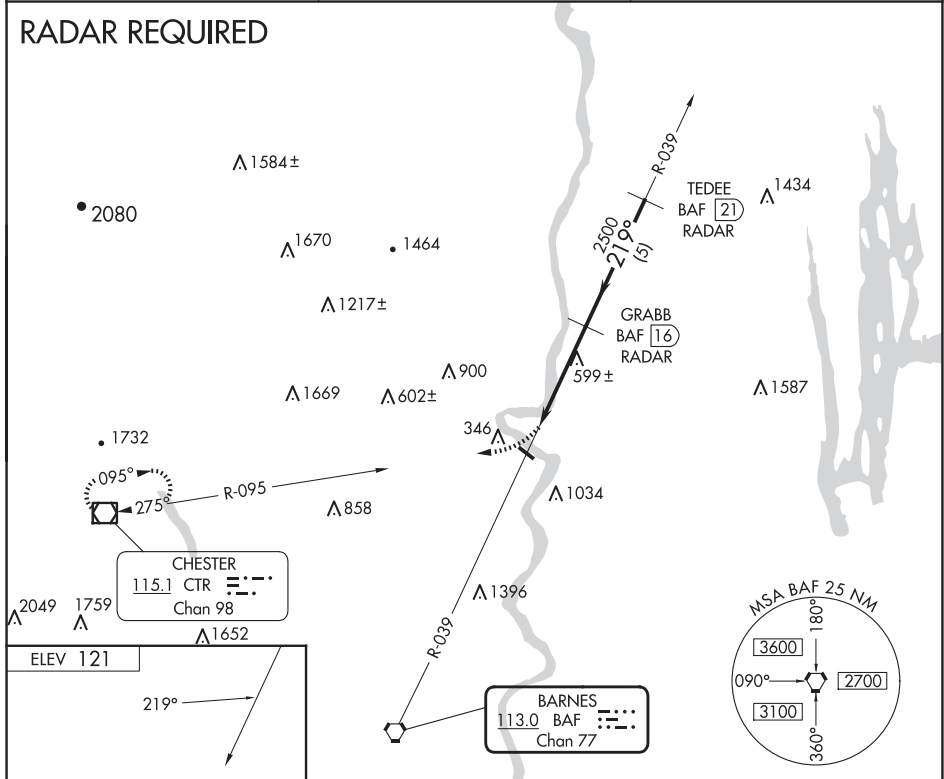 RADAR REQUIRED
1584±
2080
1670
1464
1217±
R-039
TEDEE
BAF 21
RADAR
1434
2500
219°
(5)
GRABB
BAF 16
RADAR
599±
900
1669
602±
1587
346
1732
095°
275°
R-095
858
1034
CHESTER
115.1 CTR
Chan 98
2049
1759
1652
1396
R-039
ELEV 121
219°
BARNES
113.0 BAF
Chan 77
MSA BAF 25 NM
180°
3600
090°
2700
3100
360°